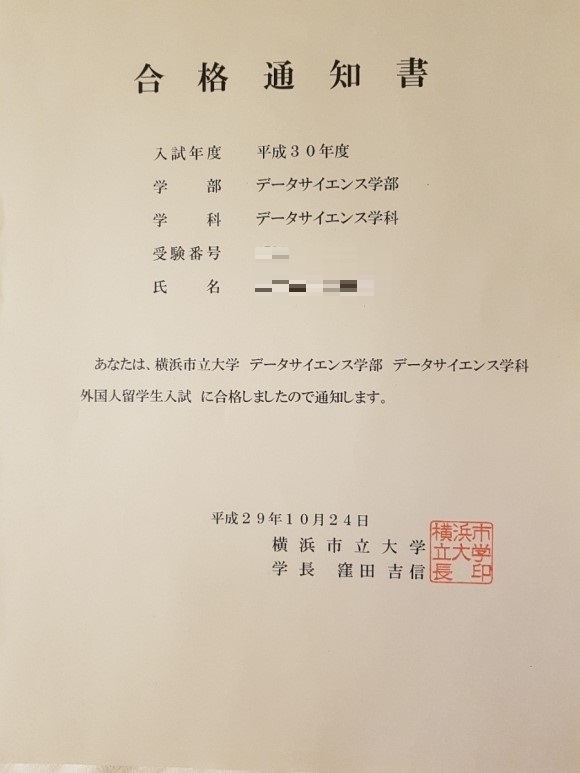 合格通知書
入試年度 平成30年度
学部 データサイエンス学部
学科 データサイエンス学科
受験番号
氏名
あなたは、横浜市立大学 データサイエンス学部 データサイエンス学科
外国人留学生入試 に合格しましたので通知します。
平成29年10月24日
横浜市立大学
学長 窪田吉信
横浜市立大学長印